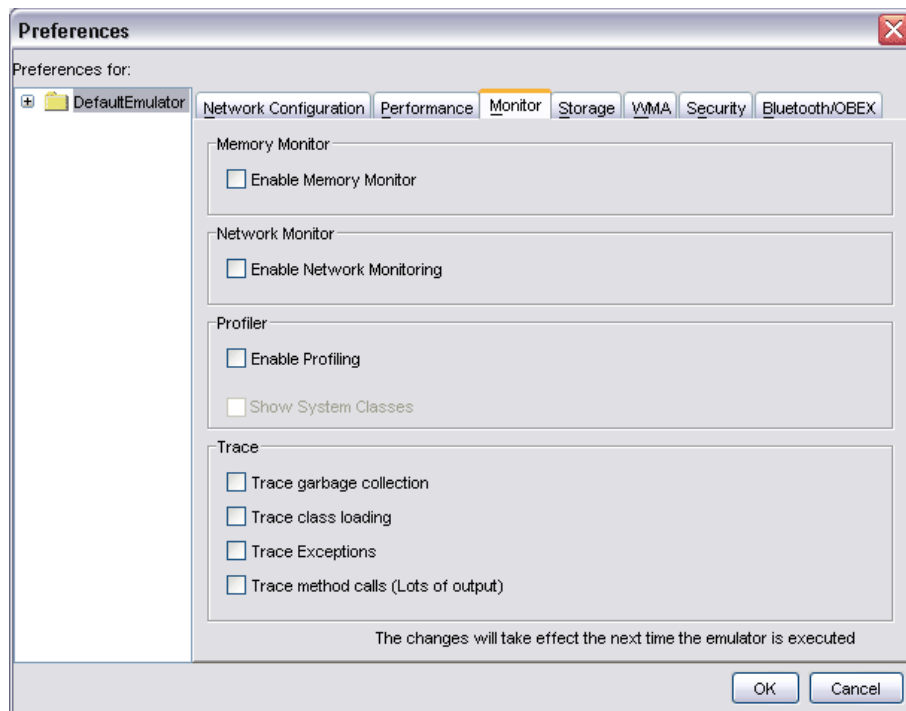 Preferences
Preferences for:
DefaultEmulator
Network Configuration Performance Monitor Storage WMA Security Bluetooth/OBEX
Memory Monitor
Enable Memory Monitor
Network Monitor
Enable Network Monitoring
Profiler
Enable Profiling
Show System Classes
Trace
Trace garbage collection
Trace class loading
Trace Exceptions
Trace method calls (Lots of output)
The changes will take effect the next time the emulator is executed
OK Cancel